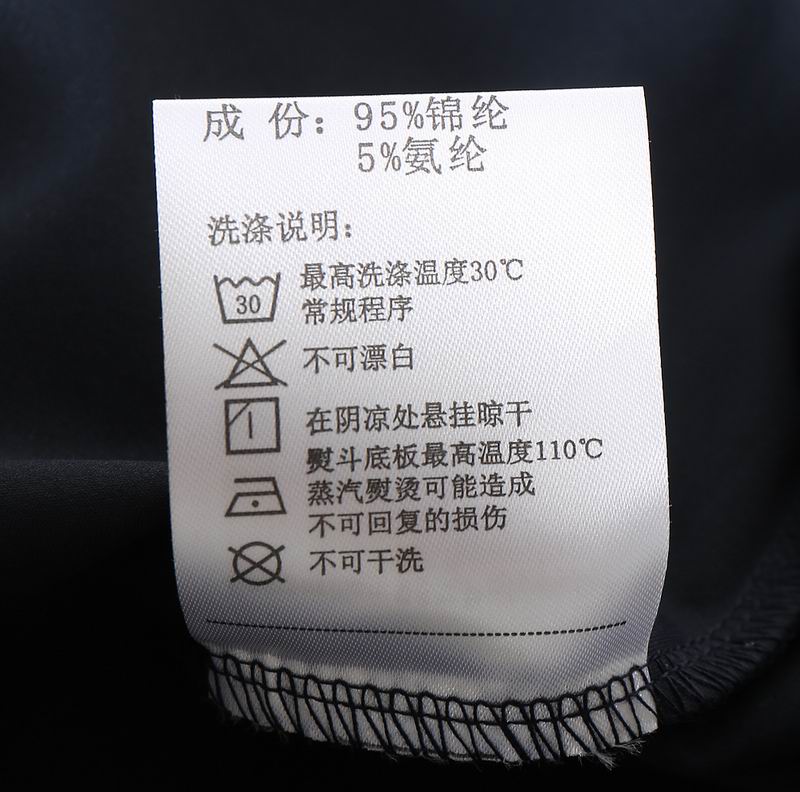 成 份：95%锦纶
5%氨纶
洗涤说明：
30
最高洗涤温度30℃
常规程序
不可漂白
在阴凉处悬挂晾干
熨斗底板最高温度110℃
蒸汽熨烫可能造成
不可回复的损伤
不可干洗